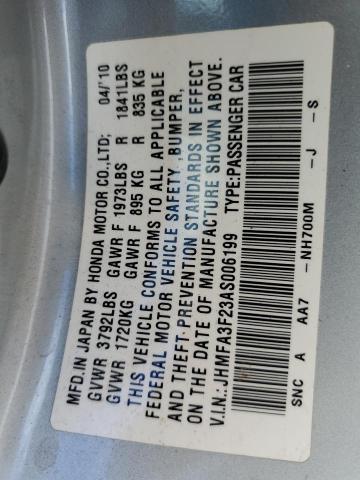 MFD.IN JAPAN BY HONDA MOTOR CO.,LTD; 04/'10
GVWR 3792LBS GAWR F 1973LBS R 1841LBS
GVWR 1720KG GAWR F 895 KG R 835 KG
THIS VEHICLE CONFORMS TO ALL APPLICABLE
FEDERAL MOTOR VEHICLE SAFETY ,BUMPER,
AND THEFT-PREVENTION STANDARDS IN EFFECT
ON THE DATE OF MANUFACTURE SHOWN ABOVE.
V.I.N.:JHMFA3F23AS006199 TYPE:PASSENGER CAR
SNC A AA7 -NH700M -J -S